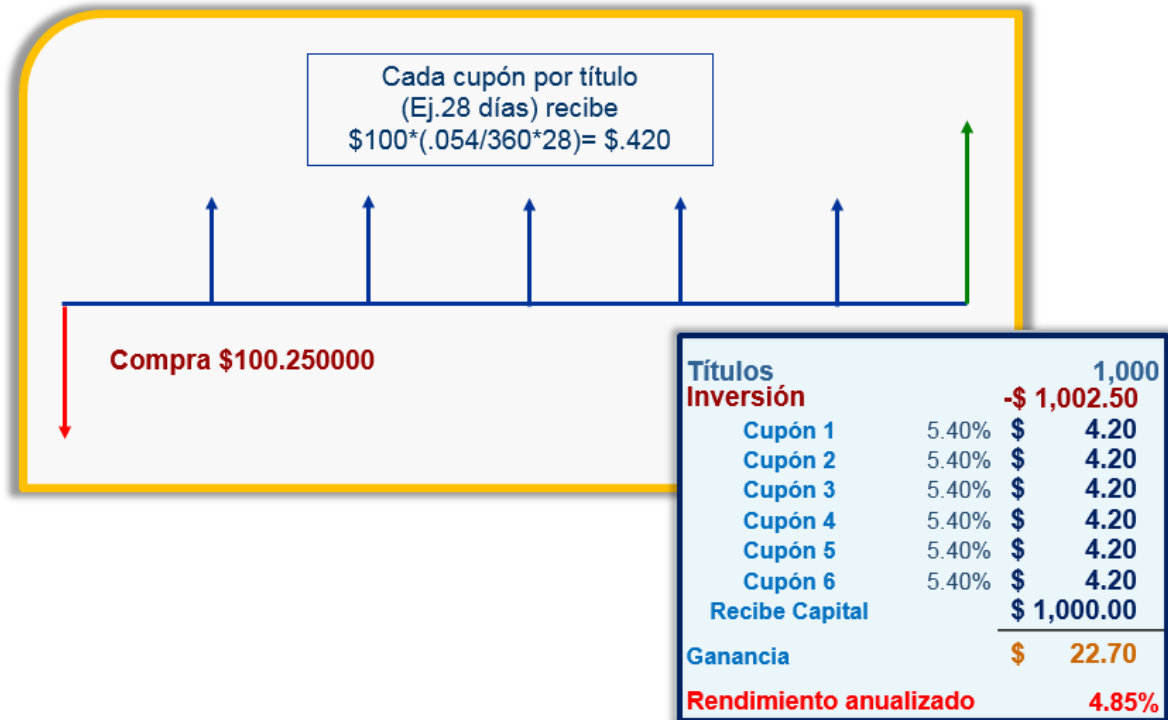 Cada cupón por título
(Ej.28 días) recibe
$100*(.054/360*28)= $.420
Compra $100.250000
Títulos 1,000
Inversión -$ 1,002.50
Cupón 1 5.40% $ 4.20
Cupón 2 5.40% $ 4.20
Cupón 3 5.40% $ 4.20
Cupón 4 5.40% $ 4.20
Cupón 5 5.40% $ 4.20
Cupón 6 5.40% $ 4.20
Recibe Capital $ 1,000.00
Ganancia $ 22.70
Rendimiento anualizado 4.85%